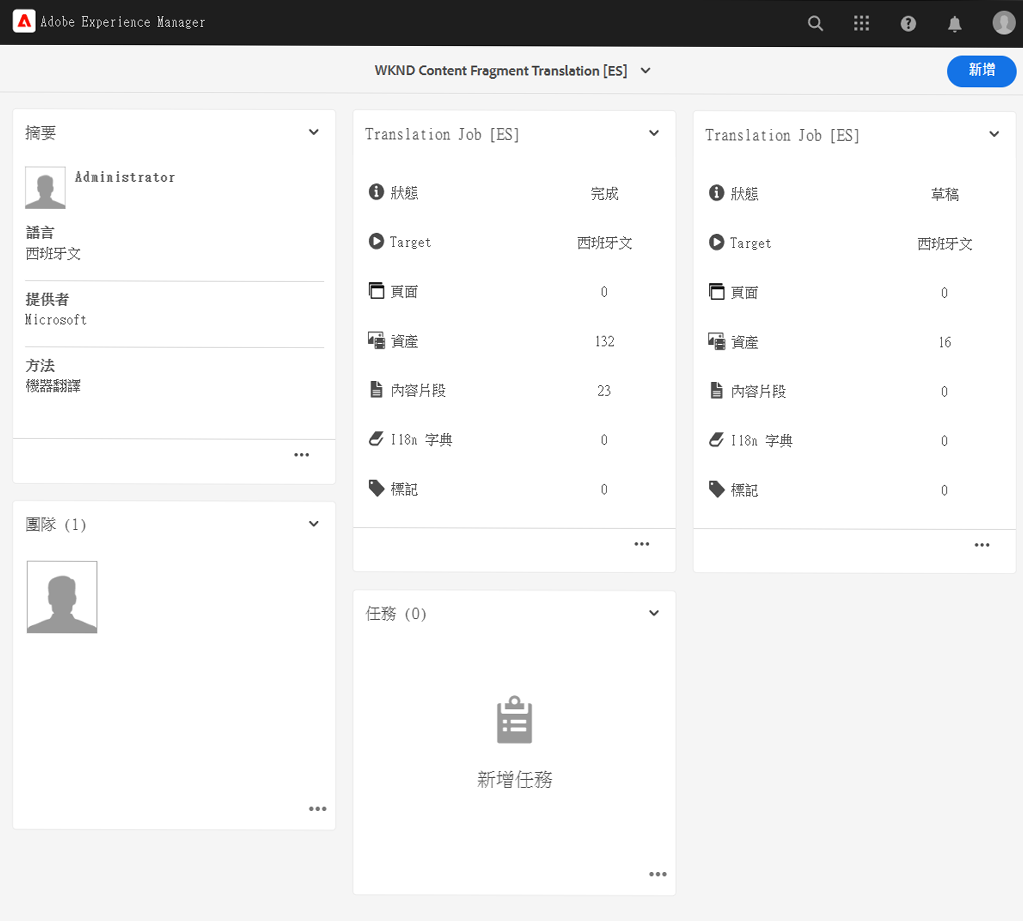 Adobe Experience Manager
WKND Content Fragment Translation [ES]
新增
摘要
Administrator
語言
西班牙文
提供者
Microsoft
方法
機器翻譯
團隊 (1)
Translation Job [ES]
狀態 完成
Target 西班牙文
頁面 0
資產 132
內容片段 23
I18n 字典 0
標記 0
任務 (0)
新增任務
Translation Job [ES]
狀態 草稿
Target 西班牙文
頁面 0
資產 16
內容片段 0
I18n 字典 0
標記 0